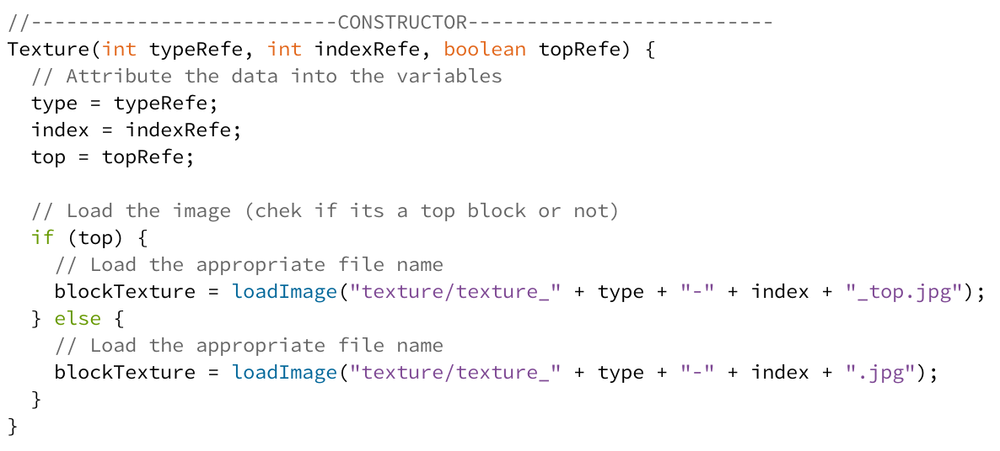 //--------------------------CONSTRUCTOR--------------------------
Texture(int typeRefe, int indexRefe, boolean topRefe) {
  // Attribute the data into the variables
  type = typeRefe;
  index = indexRefe;
  top = topRefe;

  // Load the image (chek if its a top block or not)
  if (top) {
    // Load the appropriate file name
    blockTexture = loadImage("texture/texture_" + type + "-" + index + "_top.jpg");
  } else {
    // Load the appropriate file name
    blockTexture = loadImage("texture/texture_" + type + "-" + index + ".jpg");
  }
}